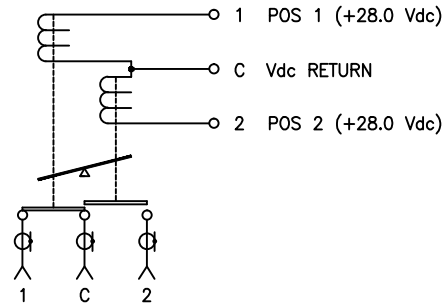 1 POS 1 (+28.0 Vdc)
C Vdc RETURN
2 POS 2 (+28.0 Vdc)
1 C 2